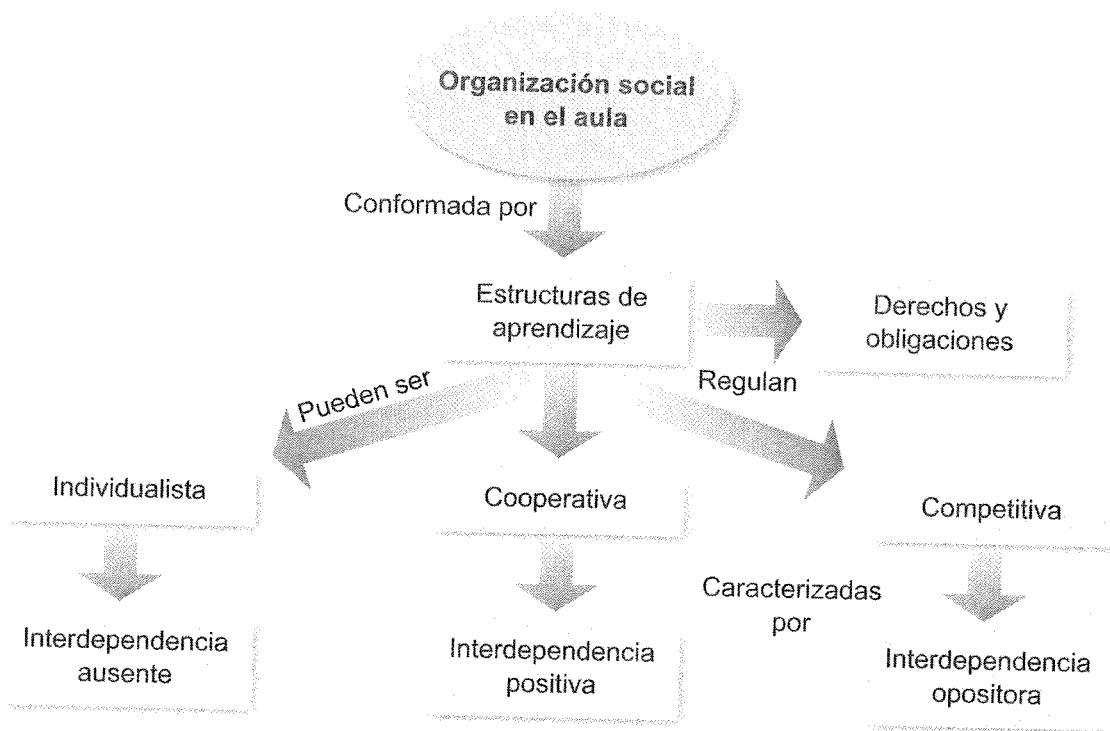 Organización social
en el aula
Conformada por
Estructuras de
aprendizaje
Derechos y
obligaciones
Regulan
Pueden ser
Individualista
Cooperativa
Competitiva
Caracterizadas
por
Interdependencia
ausente
Interdependencia
positiva
Interdependencia
opositora